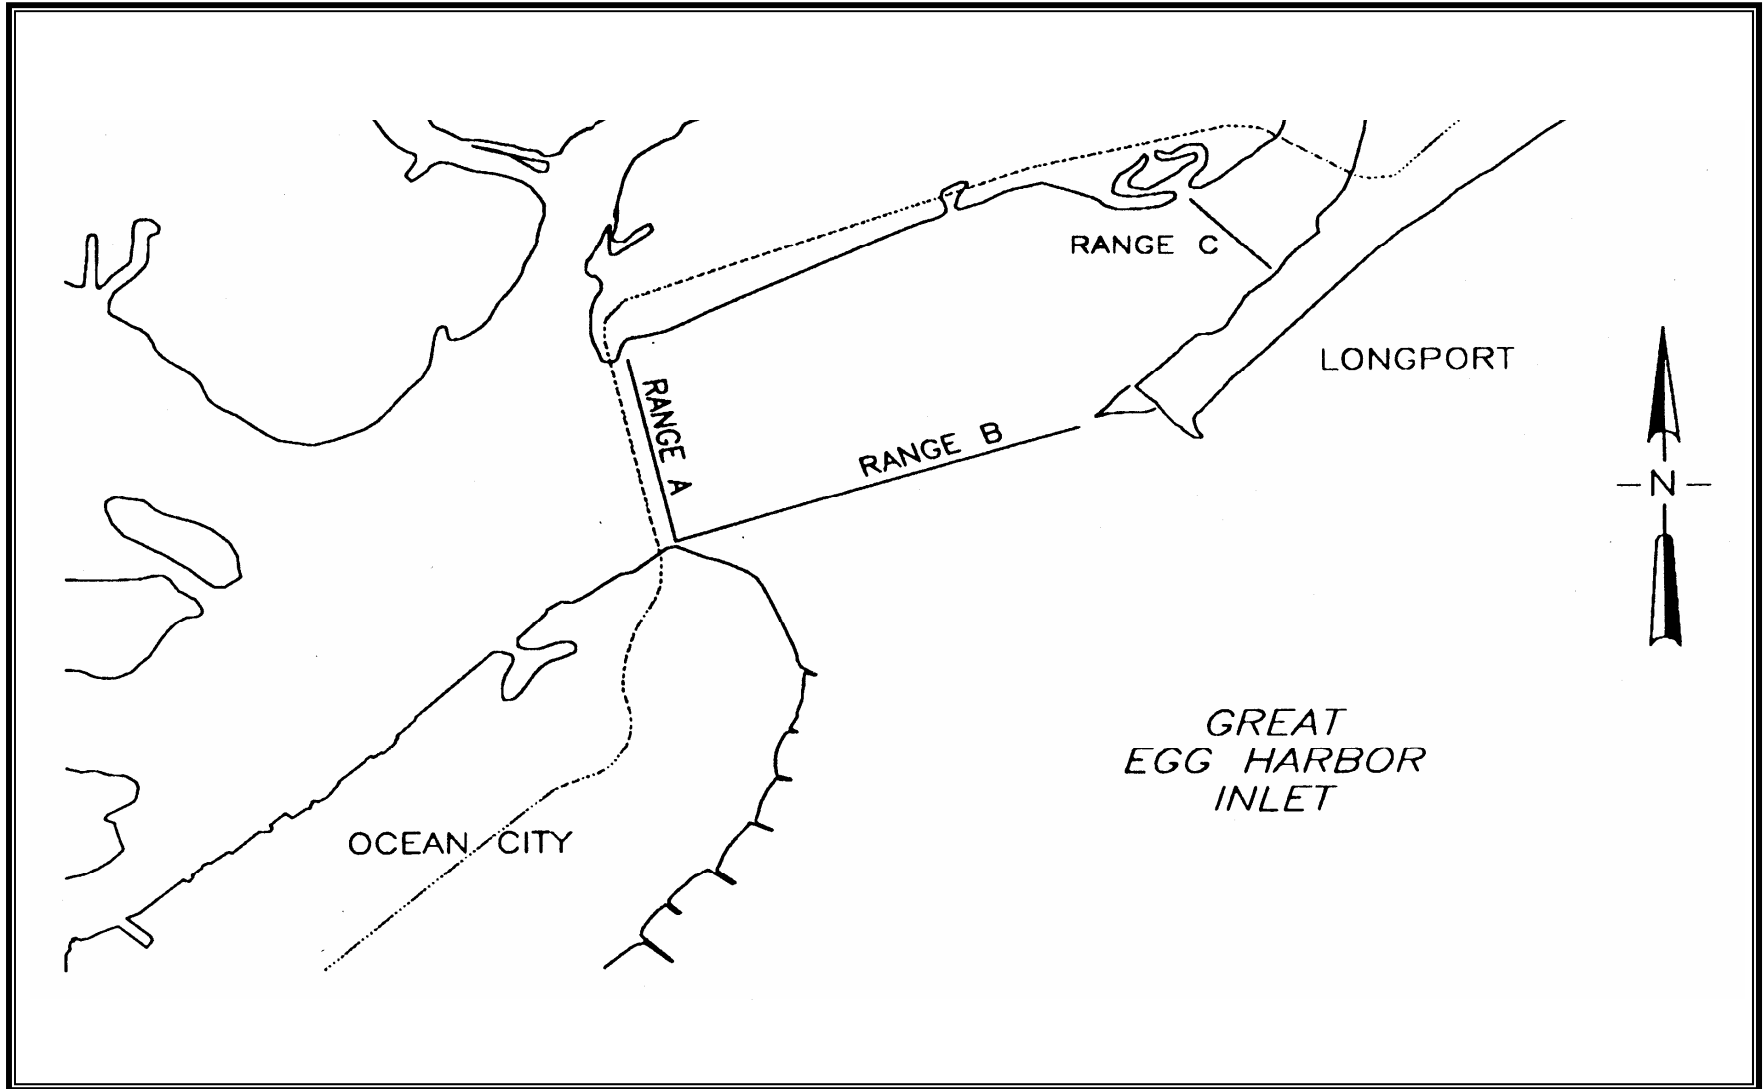 RANGE C
LONGPORT
RANGE A
RANGE B
— N —
GREAT
EGG HARBOR
INLET
OCEAN CITY